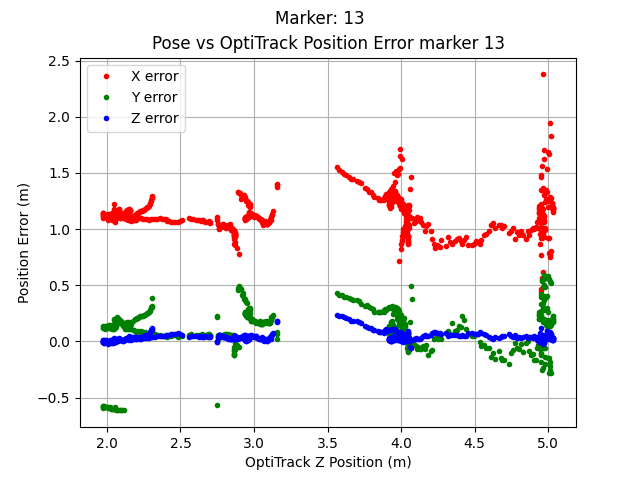 Marker: 13
Pose vs OptiTrack Position Error marker 13
X error
Y error
Z error
Position Error (m)
2.5
2.0
1.5
1.0
0.5
0.0
−0.5
2.0 2.5 3.0 3.5 4.0 4.5 5.0
OptiTrack Z Position (m)